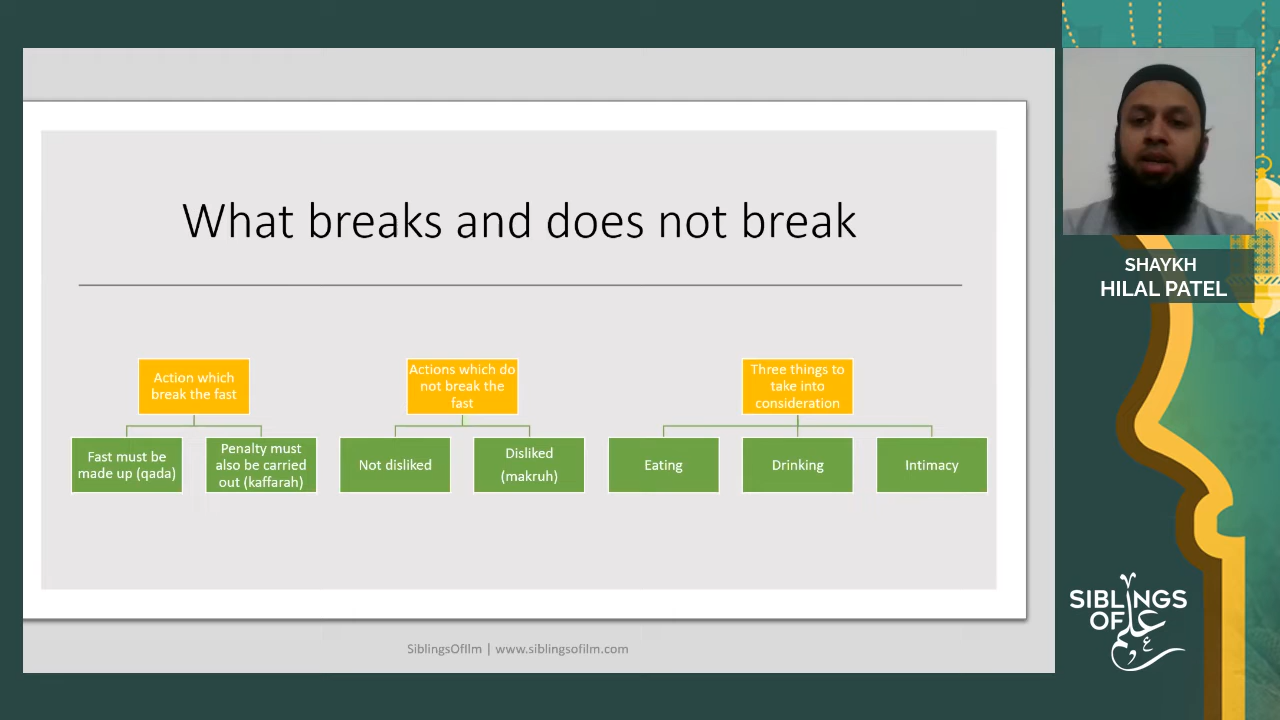 What breaks and does not break
Action which
break the fast
Fast must be
made up (qada)
Penalty must
also be carried
out (kaffarah)
Actions which do
not break the
fast
Not disliked
Disliked
(makruh)
Three things to
take into
consideration
Eating
Drinking
Intimacy
SiblingsOfIlm | www.siblingsofilm.com
SHAYKH
HILAL PATEL
SIBLINGS
OF علم